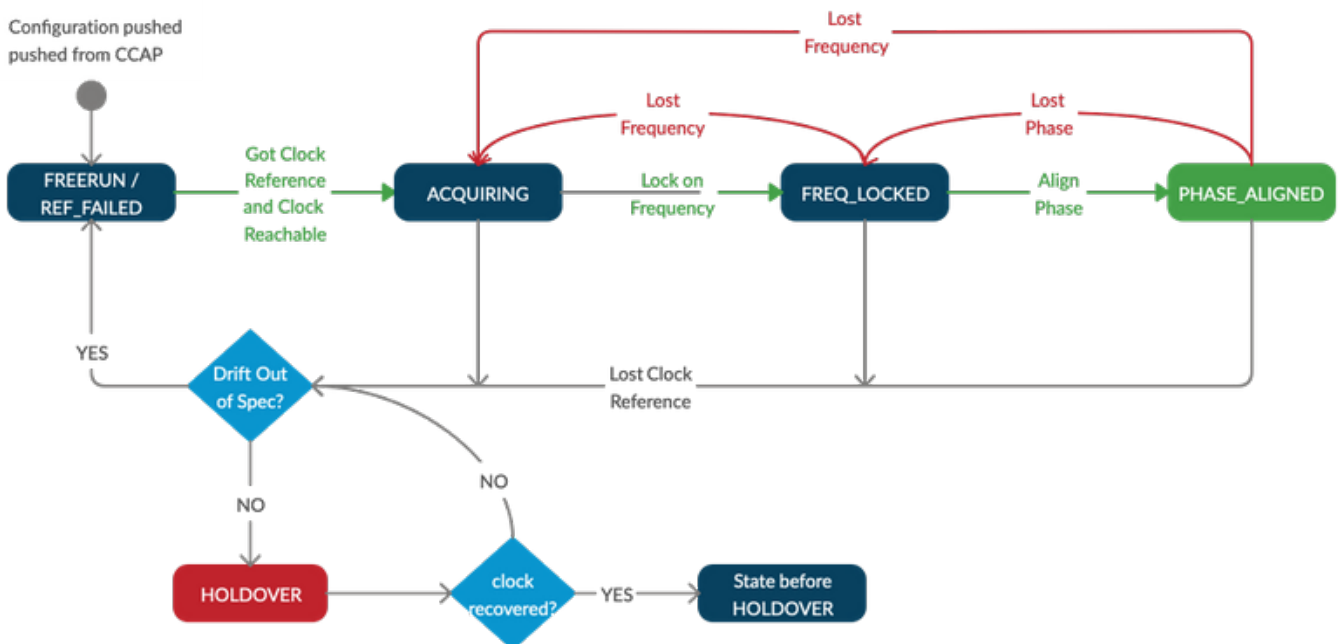 Configuration pushed
pushed from CCAP
Lost
Frequency
Lost
Frequency
Lost
Phase
FREERUN /
REF_FAILED
Got Clock
Reference
and Clock
Reachable
ACQUIRING
Lock on
Frequency
FREQ_LOCKED
Align
Phase
PHASE_ALIGNED
YES
Drift Out
of Spec?
Lost Clock
Reference
NO
NO
HOLDOVER
clock
recovered?
YES
State before
HOLDOVER